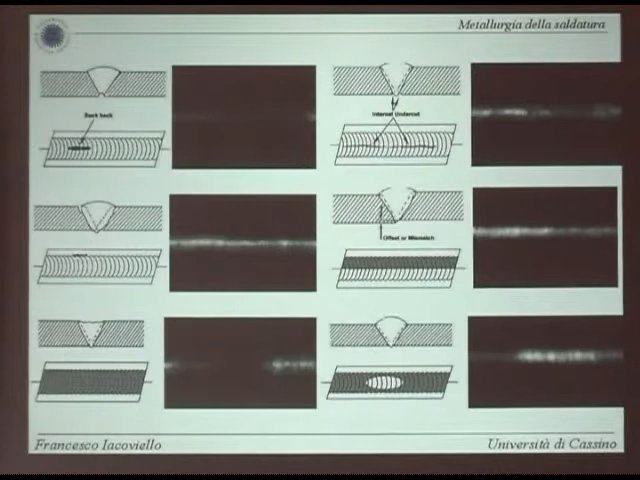 Metallurgia della saldatura
Suck back
Internal Undercut
Offset or Mismatch
Francesco Iacoviello
Università di Cassino